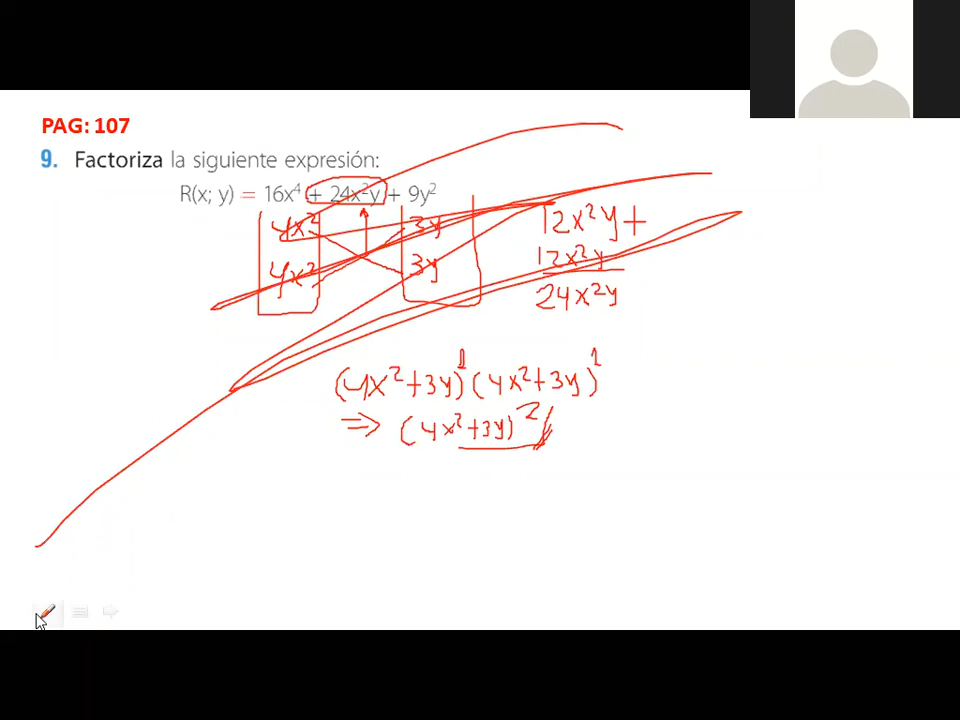 PAG: 107
9. Factoriza la siguiente expresión:
R(x; y) = 16x⁴ + 24x²y + 9y²
4x² 3y 12x²y +
4x² 3y 12x²y
24x²y
(4x²+3y)¹(4x²+3y)¹
⇒ (4x²+3y)²